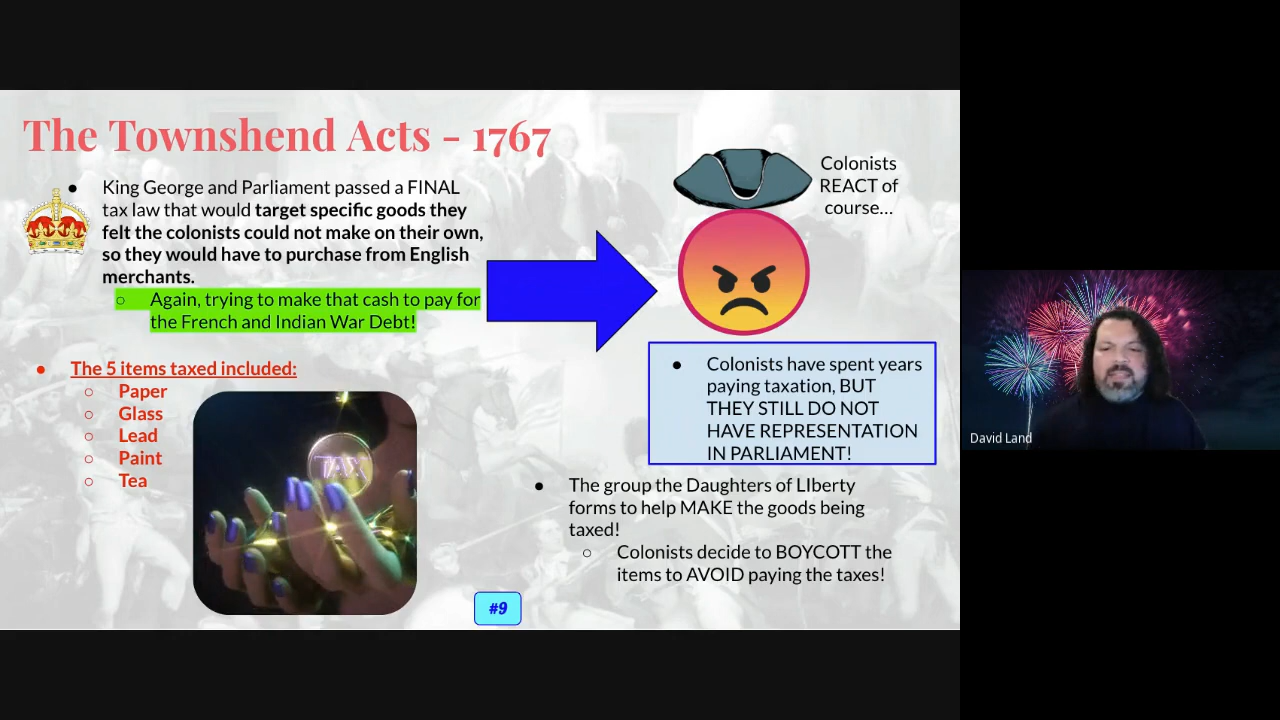 The Townshend Acts - 1767
● King George and Parliament passed a FINAL
tax law that would target specific goods they
felt the colonists could not make on their own,
so they would have to purchase from English
merchants.
○ Again, trying to make that cash to pay for
the French and Indian War Debt!
● The 5 items taxed included:
○ Paper
○ Glass
○ Lead
○ Paint
○ Tea
TAX
Colonists
REACT of
course...
● Colonists have spent years
paying taxation, BUT
THEY STILL DO NOT
HAVE REPRESENTATION
IN PARLIAMENT!
● The group the Daughters of LIberty
forms to help MAKE the goods being
taxed!
○ Colonists decide to BOYCOTT the
items to AVOID paying the taxes!
#9
David Land